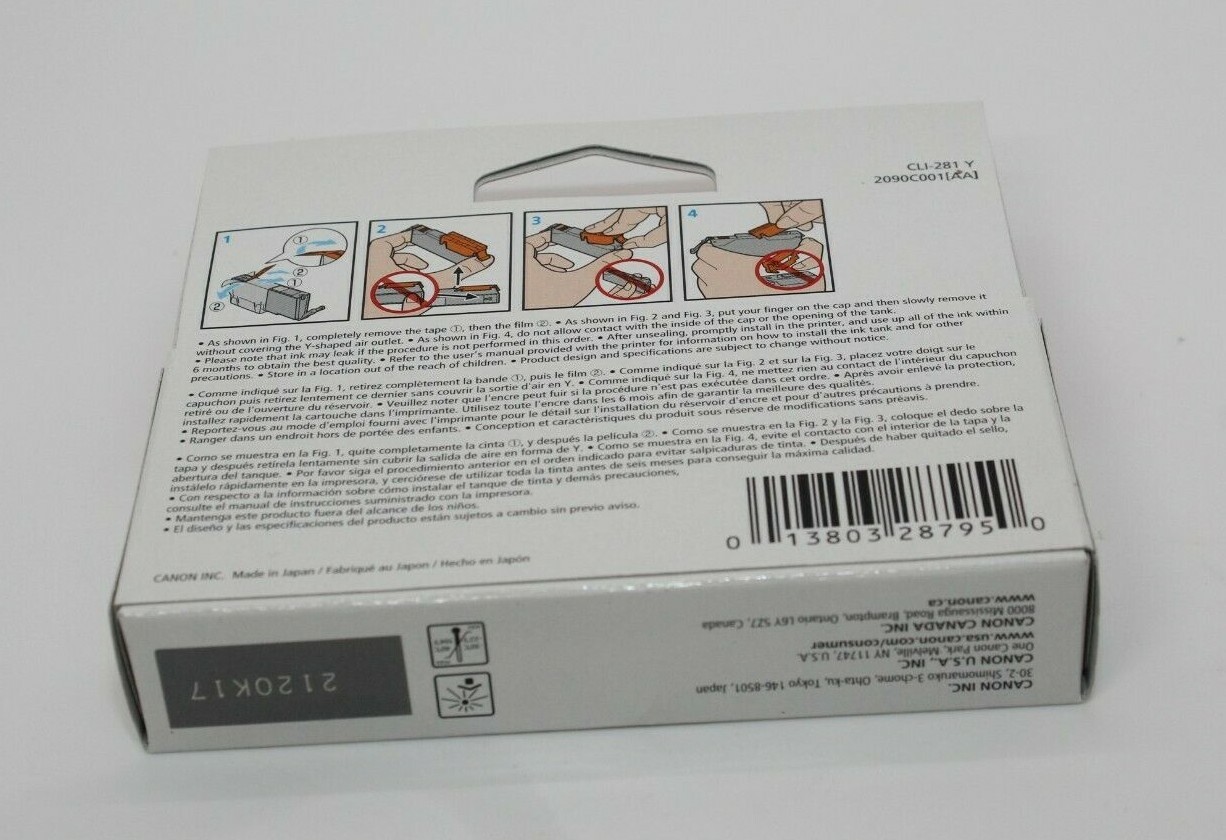 CLI-281 Y
2090C001[AA]
1
2
3
4
① 
②
①
②
• As shown in Fig. 1, completely remove the tape ①, then the film ②. • As shown in Fig. 2 and Fig. 3, put your finger on the cap and then slowly remove it
without covering the Y-shaped air outlet. • As shown in Fig. 4, do not allow contact with the inside of the cap or the opening of the tank.
• Please note that ink may leak if the procedure is not performed in this order. • After unsealing, promptly install in the printer, and use up all of the ink within
6 months to obtain the best quality. • Refer to the user's manual provided with the printer for information on how to install the ink tank and for other
precautions. • Store in a location out of the reach of children. • Product design and specifications are subject to change without notice.
• Comme indiqué sur la Fig. 1, retirez complètement la bande ①, puis le film ②. • Comme indiqué sur la Fig. 2 et sur la Fig. 3, placez votre doigt sur le
capuchon puis retirez lentement ce dernier sans couvrir la sortie d'air en Y. • Comme indiqué sur la Fig. 4, ne mettez rien au contact de l'intérieur du capuchon
retiré ou de l'ouverture du réservoir. • Veuillez noter que l'encre peut fuir si la procédure n'est pas exécutée dans cet ordre. • Après avoir enlevé la protection,
installez rapidement la cartouche dans l'imprimante. Utilisez toute l'encre dans les 6 mois afin de garantir la meilleure des qualités.
• Reportez-vous au mode d'emploi fourni avec l'imprimante pour le détail sur l'installation du réservoir d'encre et pour d'autres précautions à prendre.
• Ranger dans un endroit hors de portée des enfants. • Conception et caractéristiques du produit sous réserve de modifications sans préavis.
• Como se muestra en la Fig. 1, quite completamente la cinta ①, y después la película ②. • Como se muestra en la Fig. 2 y la Fig. 3, coloque el dedo sobre la
tapa y después retírela lentamente sin cubrir la salida de aire en forma de Y. • Como se muestra en la Fig. 4, evite el contacto con el interior de la tapa y la
abertura del tanque. • Por favor siga el procedimiento anterior en el orden indicado para evitar salpicaduras de tinta. • Después de haber quitado el sello,
instálelo rápidamente en la impresora, y cerciórese de utilizar toda la tinta antes de seis meses para conseguir la máxima calidad.
• Con respecto a la información sobre cómo instalar el tanque de tinta y demás precauciones,
consulte el manual de instrucciones suministrado con la impresora.
• Mantenga este producto fuera del alcance de los niños.
• El diseño y las especificaciones del producto están sujetos a cambio sin previo aviso.
0 13803 28795 0
CANON INC. Made in Japan / Fabriqué au Japon / Hecho en Japón
CANON INC.
30-2, Shimomaruko 3-chome, Ohta-ku, Tokyo 146-8501, Japan
CANON U.S.A., INC.
One Canon Park, Melville, NY 11747, U.S.A.
www.usa.canon.com/consumer
CANON CANADA INC
8000 Mississauga Road, Brampton, Ontario L6Y 5Z7, Canada
www.canon.ca
2120K17